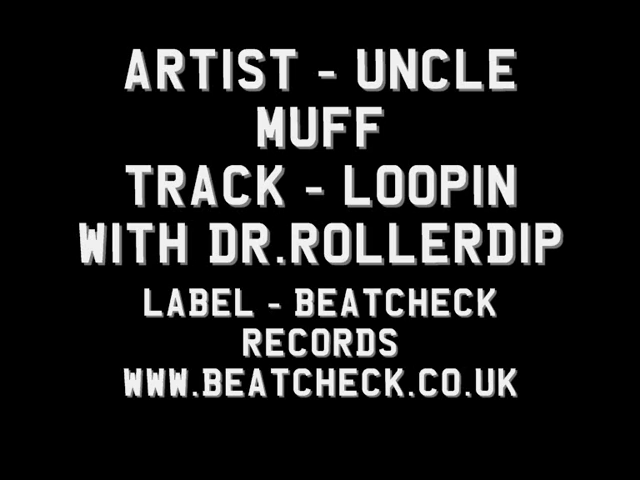 ARTIST - UNCLE
MUFF
TRACK - LOOPIN
WITH DR.ROLLERDIP
LABEL - BEATCHECK
RECORDS
WWW.BEATCHECK.CO.UK